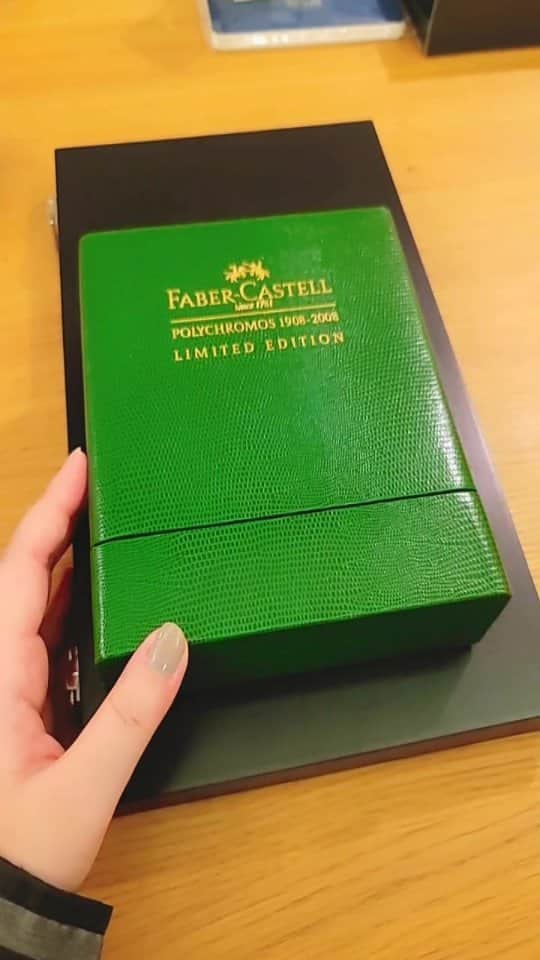 FABER-CASTELL
SINCE 1761
POLYCHROMOS 1908-2008
LIMITED EDITION